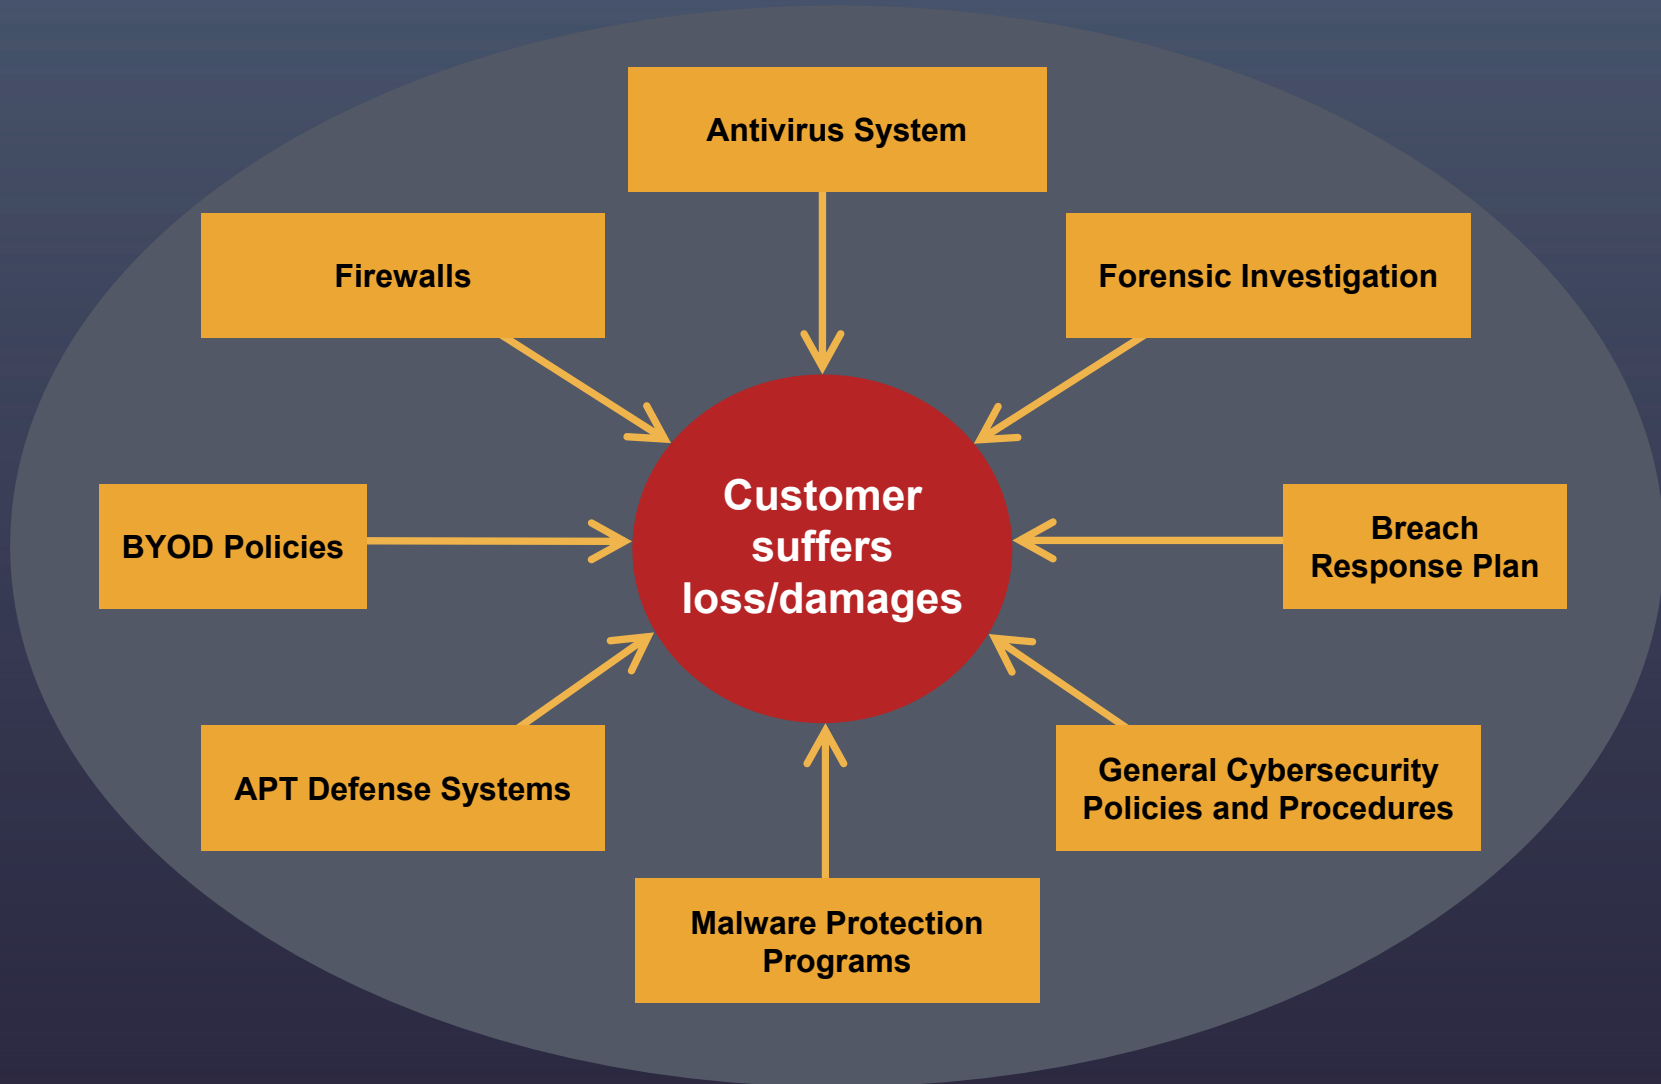 Antivirus System
Firewalls
Forensic Investigation
Customer
suffers
loss/damages
BYOD Policies
Breach
Response Plan
APT Defense Systems
General Cybersecurity
Policies and Procedures
Malware Protection
Programs